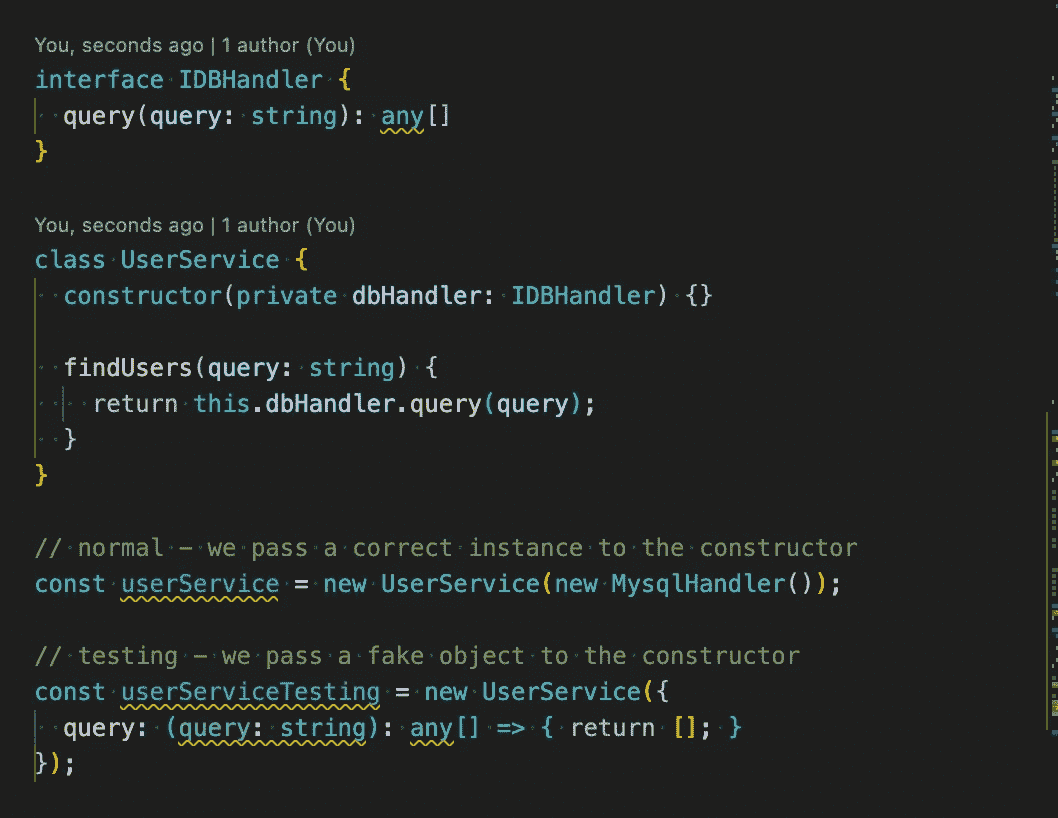 You, seconds ago | 1 author (You)
interface IDBHandler {
  query(query: string): any[]
}
You, seconds ago | 1 author (You)
class UserService {
  constructor(private dbHandler: IDBHandler) {}
  findUsers(query: string) {
    return this.dbHandler.query(query);
  }
}
// normal – we pass a correct instance to the constructor
const userService = new UserService(new MysqlHandler());
// testing – we pass a fake object to the constructor
const userServiceTesting = new UserService({
  query: (query: string): any[] => { return []; }
});